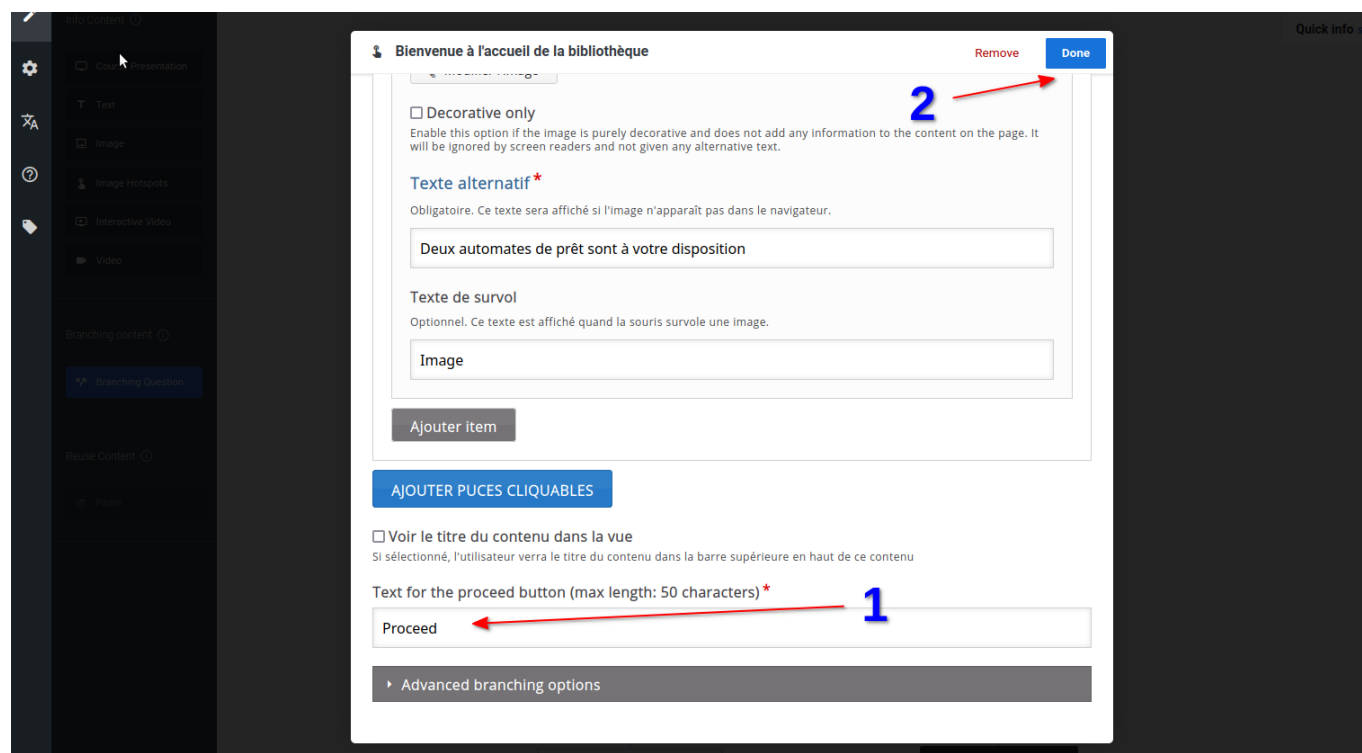 Info Content
Course Presentation
Text
Image
Image Hotspots
Interactive Video
Video
Branching content
Branching Question
Reuse Content
Quick info
Bienvenue à l'accueil de la bibliothèque
Remove
Done
2
Decorative only
Enable this option if the image is purely decorative and does not add any information to the content on the page. It
will be ignored by screen readers and not given any alternative text.
Texte alternatif *
Obligatoire. Ce texte sera affiché si l'image n'apparaît pas dans le navigateur.
Deux automates de prêt sont à votre disposition
Texte de survol
Optionnel. Ce texte est affiché quand la souris survole une image.
Image
Ajouter item
AJOUTER PUCES CLIQUABLES
Voir le titre du contenu dans la vue
Si sélectionné, l'utilisateur verra le titre du contenu dans la barre supérieure en haut de ce contenu
Text for the proceed button (max length: 50 characters) *
1
Proceed
Advanced branching options